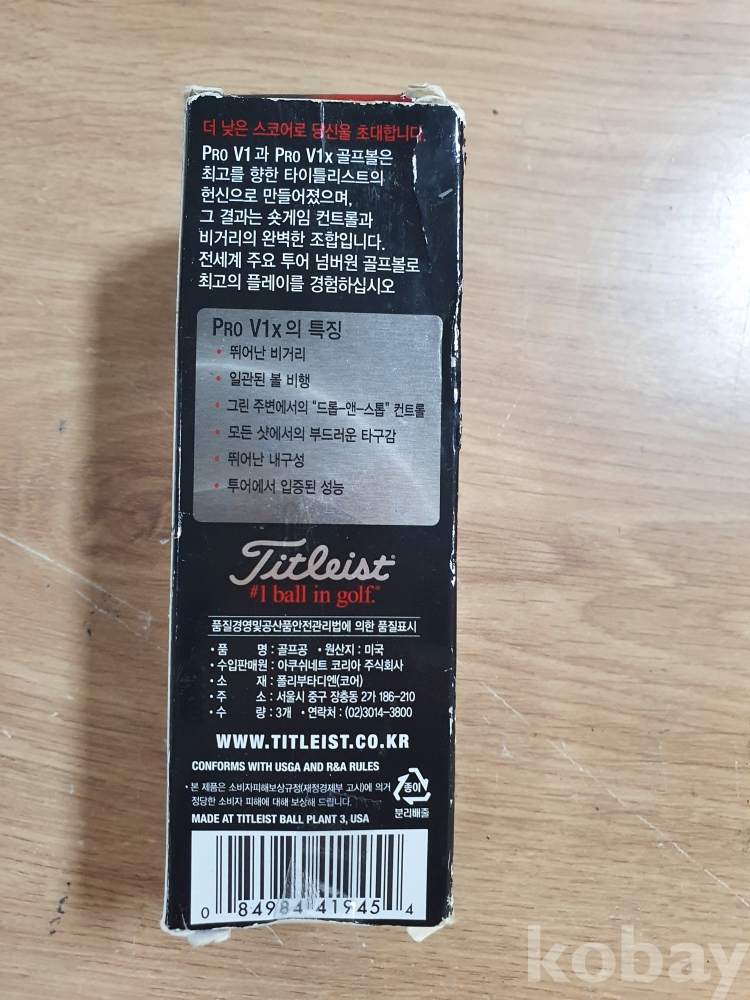 더 낮은 스코어로 당신을 초대합니다.
PRO V1과 PRO V1x 골프볼은
최고를 향한 타이틀리스트의
헌신으로 만들어졌으며,
그 결과는 숏게임 컨트롤과
비거리의 완벽한 조합입니다.
전세계 주요 투어 넘버원 골프볼로
최고의 플레이를 경험하십시오
PRO V1x의 특징
• 뛰어난 비거리
• 일관된 볼 비행
• 그린 주변에서의 "드롭-앤-스톱" 컨트롤
• 모든 샷에서의 부드러운 타구감
• 뛰어난 내구성
• 투어에서 입증된 성능
Titleist®
#1 ball in golf.®
품질경영및공산품안전관리법에 의한 품질표시
• 품 명 : 골프공 • 원산지 : 미국
• 수입판매원 : 아쿠쉬네트 코리아 주식회사
• 소 재 : 폴리부타디엔(코어)
• 주 소 : 서울시 중구 장충동 2가 186-210
• 수 량 : 3개 • 연락처 : (02)3014-3800
WWW.TITLEIST.CO.KR
CONFORMS WITH USGA AND R&A RULES
• 본 제품은 소비자피해보상규정(재정경제부 고시)에 의거
정당한 소비자 피해에 대해 보상해 드립니다.
종이
분리배출
MADE AT TITLEIST BALL PLANT 3, USA
0 84984 41945 4
kobay